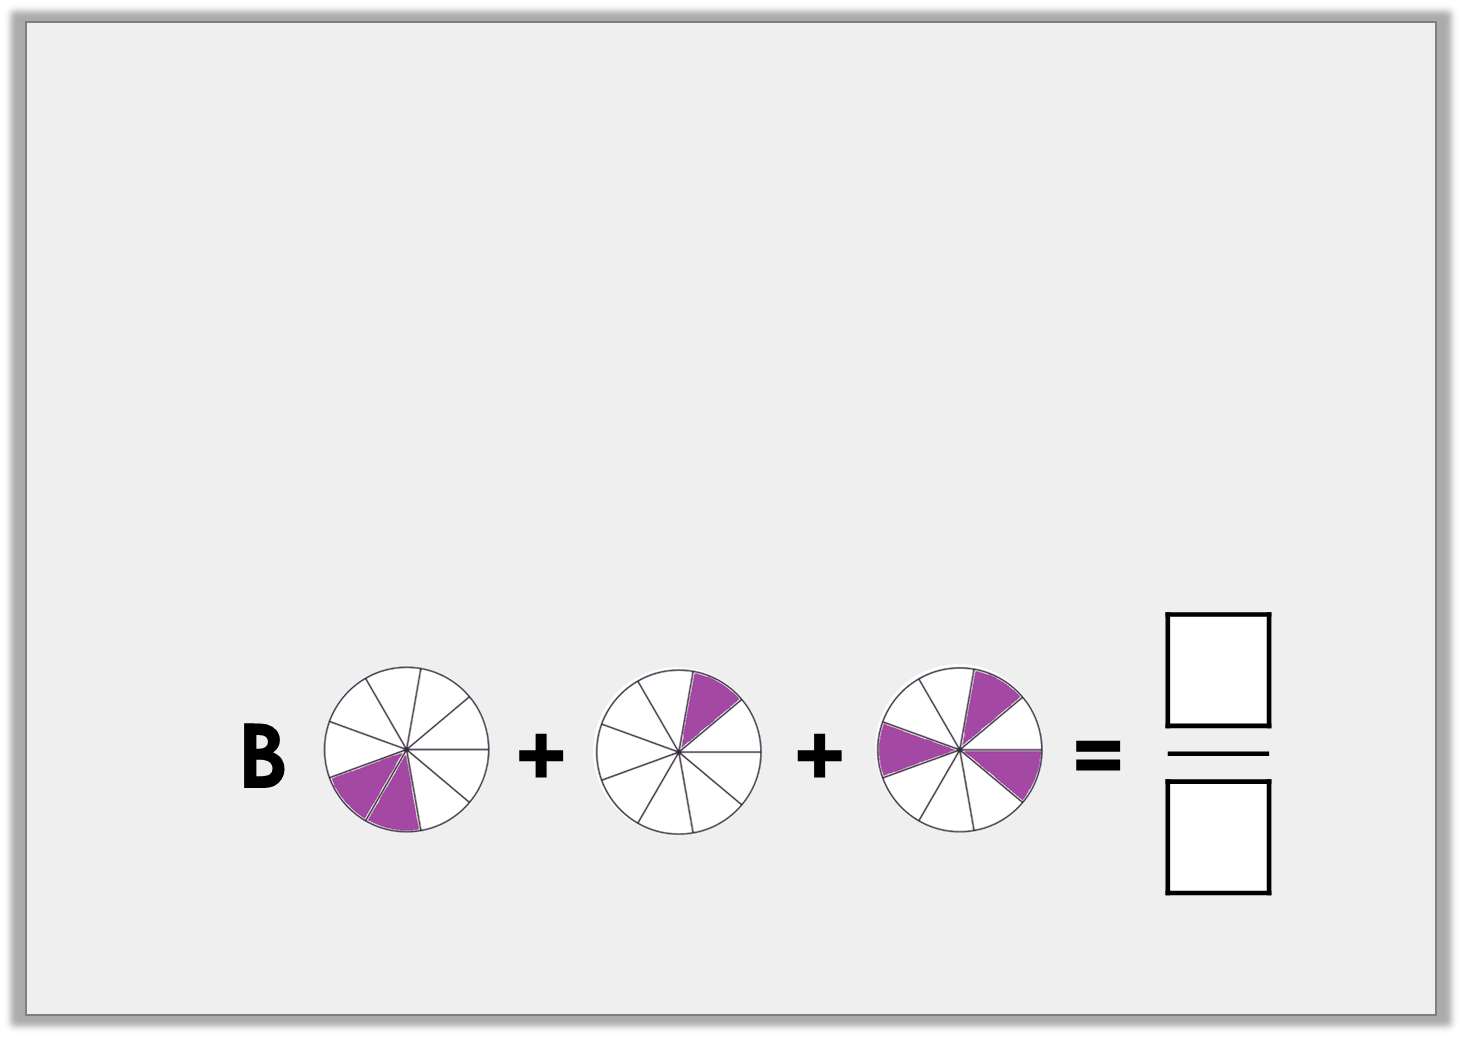 B + + =